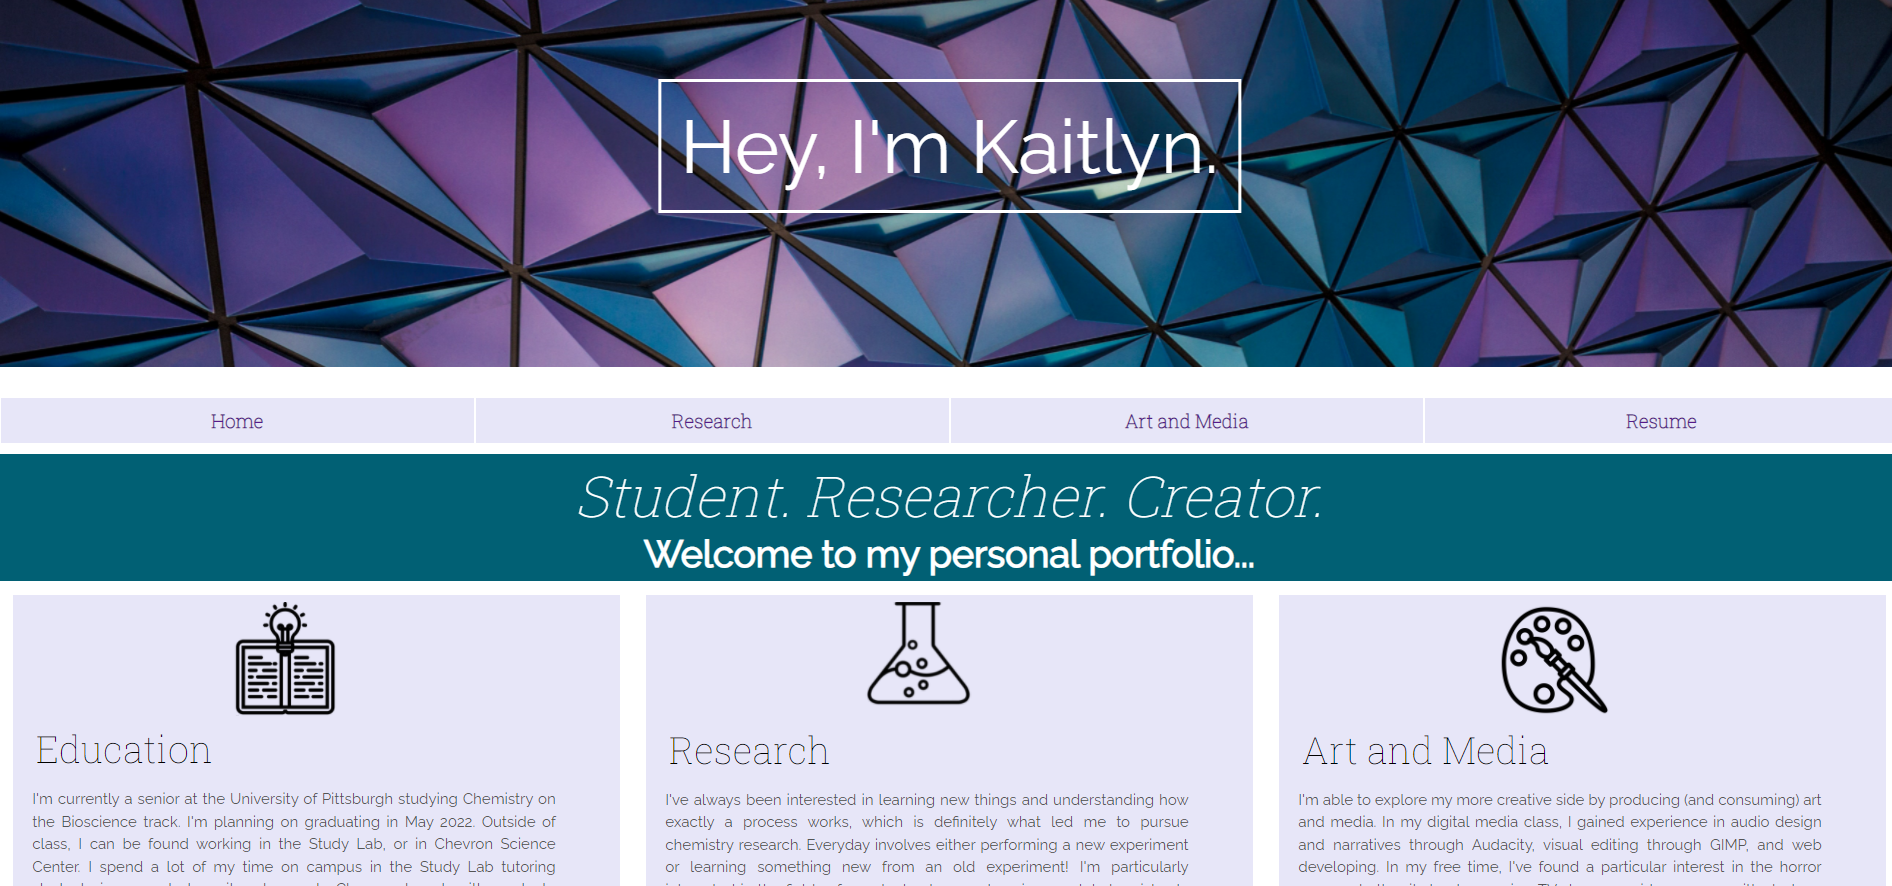 Hey, I'm Kaitlyn.
Home
Research
Art and Media
Resume
Student. Researcher. Creator.
Welcome to my personal portfolio...
Education
I'm currently a senior at the University of Pittsburgh studying Chemistry on
the Bioscience track. I'm planning on graduating in May 2022. Outside of
class, I can be found working in the Study Lab, or in Chevron Science
Center. I spend a lot of my time on campus in the Study Lab tutoring
Research
I've always been interested in learning new things and understanding how
exactly a process works, which is definitely what led me to pursue
chemistry research. Everyday involves either performing a new experiment
or learning something new from an old experiment! I'm particularly
Art and Media
I'm able to explore my more creative side by producing (and consuming) art
and media. In my digital media class, I gained experience in audio design
and narratives through Audacity, visual editing through GIMP, and web
developing. In my free time, I've found a particular interest in the horror